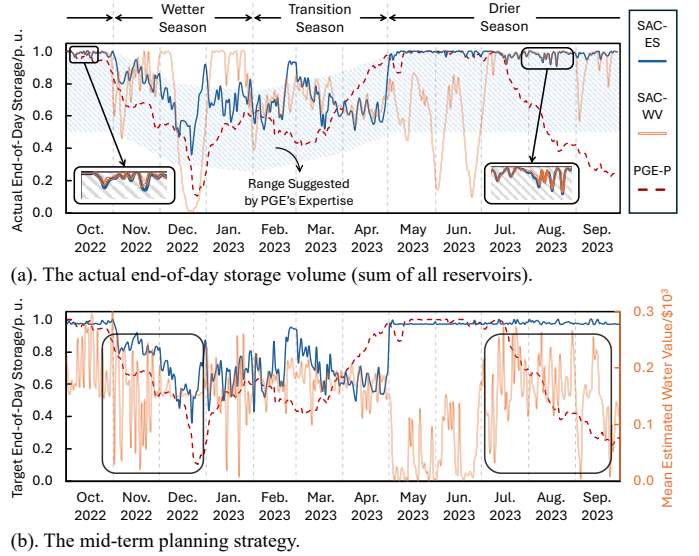 Wetter
Season
Transition
Season
Drier
Season
SAC-
ES
SAC-
WV
PGE-P
Actual End-of-Day Storage/p. u.
1.0
0.8
0.6
0.4
0.2
0.0
Range Suggested
by PGE's Expertise
Oct.
2022
Nov.
2022
Dec.
2022
Jan.
2023
Feb.
2023
Mar.
2023
Apr.
2023
May
2023
Jun.
2023
Jul.
2023
Aug.
2023
Sep.
2023
(a). The actual end-of-day storage volume (sum of all reservoirs).
Target End-of-Day Storage/p. u.
1.0
0.8
0.6
0.4
0.2
0.0
0.3
0.2
0.1
0.0
Mean Estimated Water Value/$10³
Oct.
2022
Nov.
2022
Dec.
2022
Jan.
2023
Feb.
2023
Mar.
2023
Apr.
2023
May
2023
Jun.
2023
Jul.
2023
Aug.
2023
Sep.
2023
(b). The mid-term planning strategy.